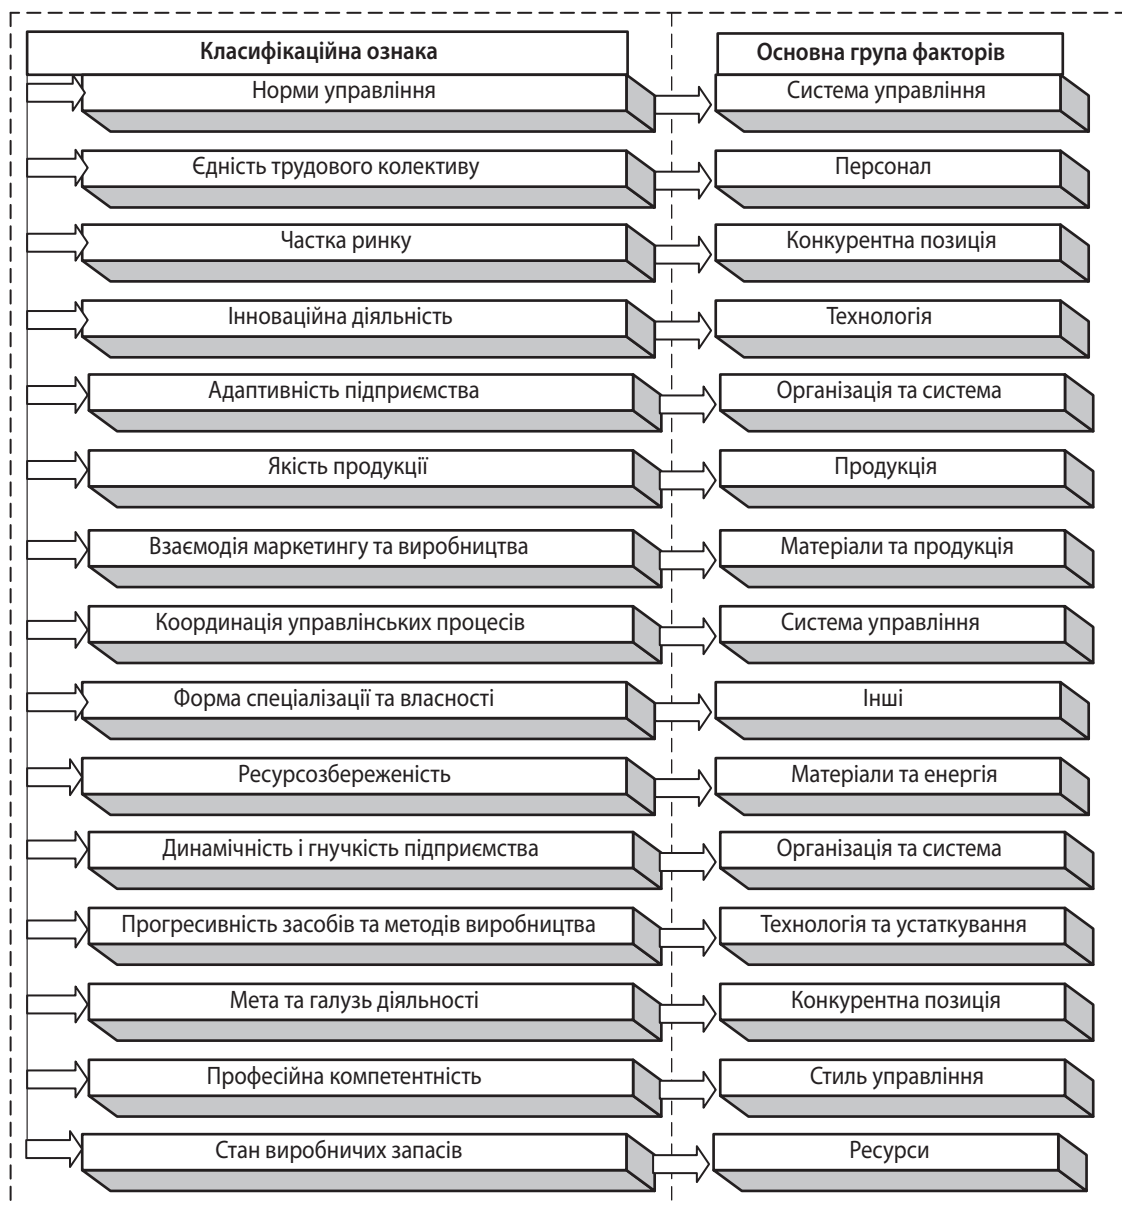 Класифікаційна ознака
Основна група факторів
Норми управління
Система управління
Єдність трудового колективу
Персонал
Частка ринку
Конкурентна позиція
Інноваційна діяльність
Технологія
Адаптивність підприємства
Організація та система
Якість продукції
Продукція
Взаємодія маркетингу та виробництва
Матеріали та продукція
Координація управлінських процесів
Система управління
Форма спеціалізації та власності
Інші
Ресурсозбереженість
Матеріали та енергія
Динамічність і гнучкість підприємства
Організація та система
Прогресивність засобів та методів виробництва
Технологія та устаткування
Мета та галузь діяльності
Конкурентна позиція
Професійна компетентність
Стиль управління
Стан виробничих запасів
Ресурси